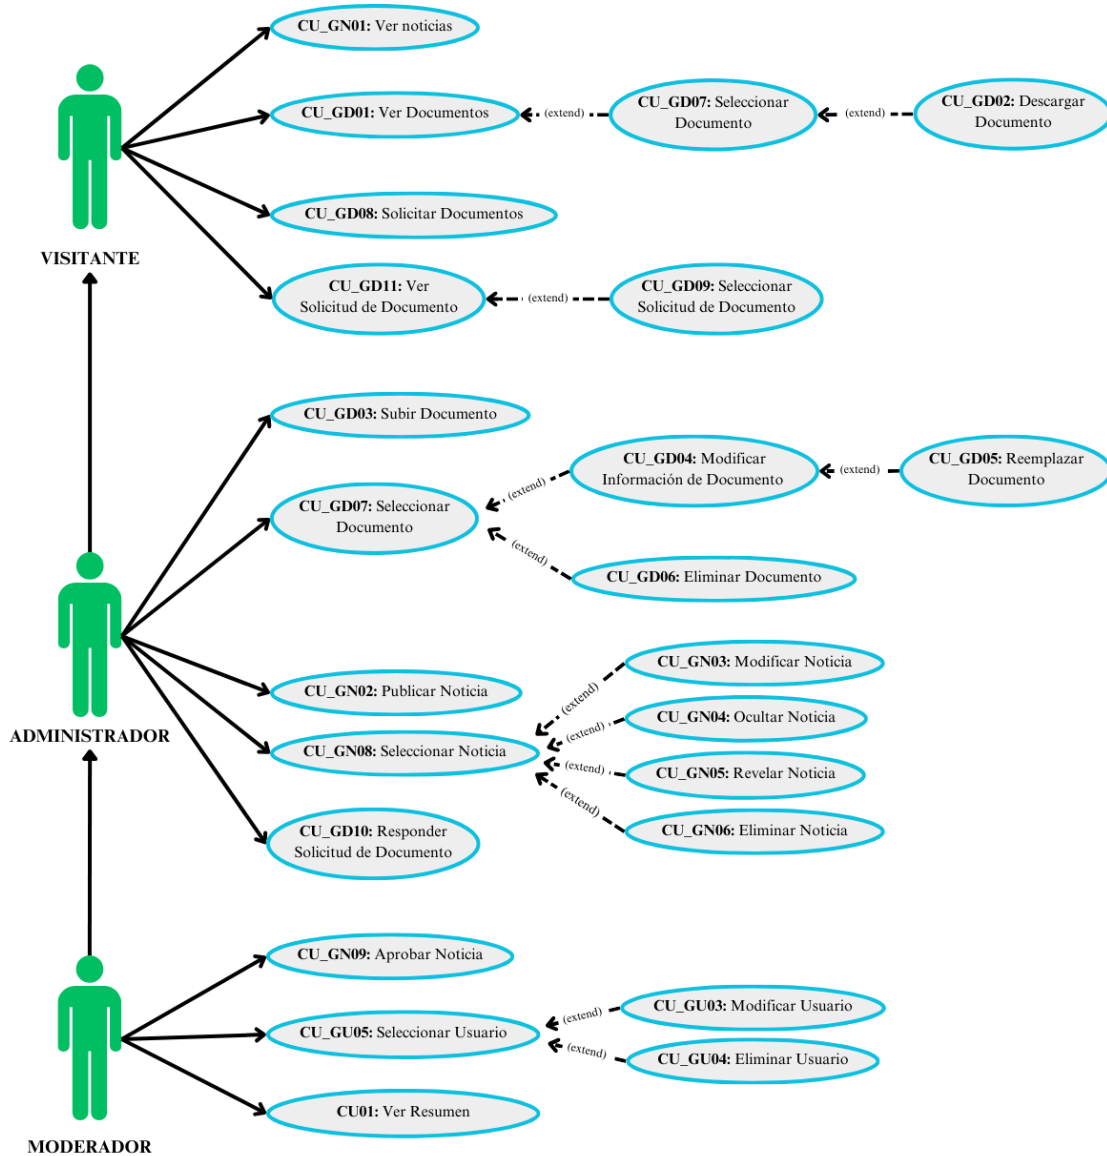 CU_GN01: Ver noticias
CU_GD01: Ver Documentos
(extend)
CU_GD07: Seleccionar
Documento
(extend)
CU_GD02: Descargar
Documento
CU_GD08: Solicitar Documentos
VISITANTE
CU_GD11: Ver
Solicitud de Documento
(extend)
CU_GD09: Seleccionar
Solicitud de Documento
CU_GD03: Subir Documento
CU_GD07: Seleccionar
Documento
(extend)
CU_GD04: Modificar
Información de Documento
(extend)
CU_GD05: Reemplazar
Documento
(extend)
CU_GD06: Eliminar Documento
CU_GN02: Publicar Noticia
ADMINISTRADOR
CU_GN08: Seleccionar Noticia
(extend)
CU_GN03: Modificar Noticia
(extend)
CU_GN04: Ocultar Noticia
(extend)
CU_GN05: Revelar Noticia
(extend)
CU_GN06: Eliminar Noticia
CU_GD10: Responder
Solicitud de Documento
CU_GN09: Aprobar Noticia
CU_GU05: Seleccionar Usuario
(extend)
CU_GU03: Modificar Usuario
(extend)
CU_GU04: Eliminar Usuario
CU01: Ver Resumen
MODERADOR